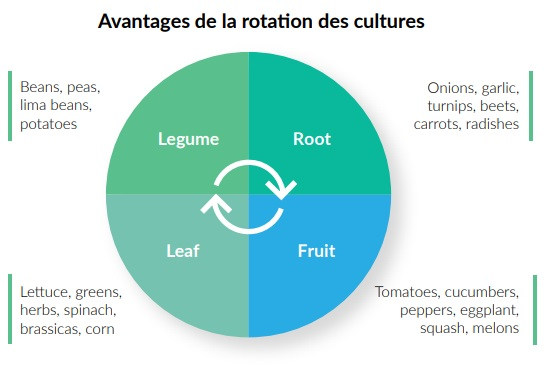 Avantages de la rotation des cultures
Beans, peas,
lima beans,
potatoes
Legume
Root
Onions, garlic,
turnips, beets,
carrots, radishes
Leaf
Fruit
Lettuce, greens,
herbs, spinach,
brassicas, corn
Tomatoes, cucumbers,
peppers, eggplant,
squash, melons